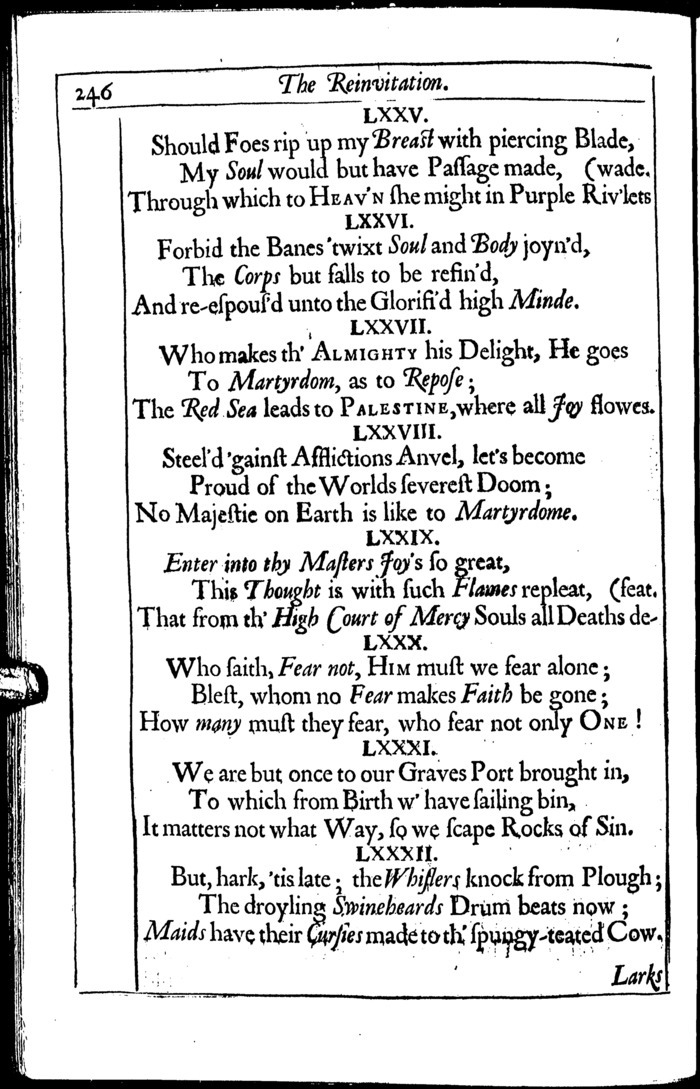 246
The Reinvitation.
LXXV.
Should Foes rip up my Breaſt with piercing Blade,
My Soul would but have Paſſage made, (wade.
Through which to HEAV'N ſhe might in Purple Riv'lets
LXXVI.
Forbid the Banes 'twixt Soul and Body joyn'd,
The Corps but falls to be refin'd,
And re-eſpouſ'd unto the Glorifi'd high Minde.
LXXVII.
Who makes th' ALMIGHTY his Delight, He goes
To Martyrdom, as to Repoſe;
The Red Sea leads to PALESTINE, where all Joy flowes.
LXXVIII.
Steel'd 'gainſt Afflictions Anvel, let's become
Proud of the Worlds ſevereſt Doom;
No Majeſtie on Earth is like to Martyrdome.
LXXIX.
Enter into thy Maſters Joy's ſo great,
This Thought is with ſuch Flames repleat, (feat.
That from th' High Court of Mercy Souls all Deaths de-
LXXX.
Who ſaith, Fear not, HIM muſt we fear alone;
Bleſt, whom no Fear makes Faith be gone;
How many muſt they fear, who fear not only ONE!
LXXXI.
We are but once to our Graves Port brought in,
To which from Birth w' have ſailing bin,
It matters not what Way, ſo we ſcape Rocks of Sin.
LXXXII.
But, hark, 'tis late; the Whiſlers knock from Plough;
The droyling Swineheards Drum beats now;
Maids have their Curſies made to th' ſpungy-teated Cow.
Larks